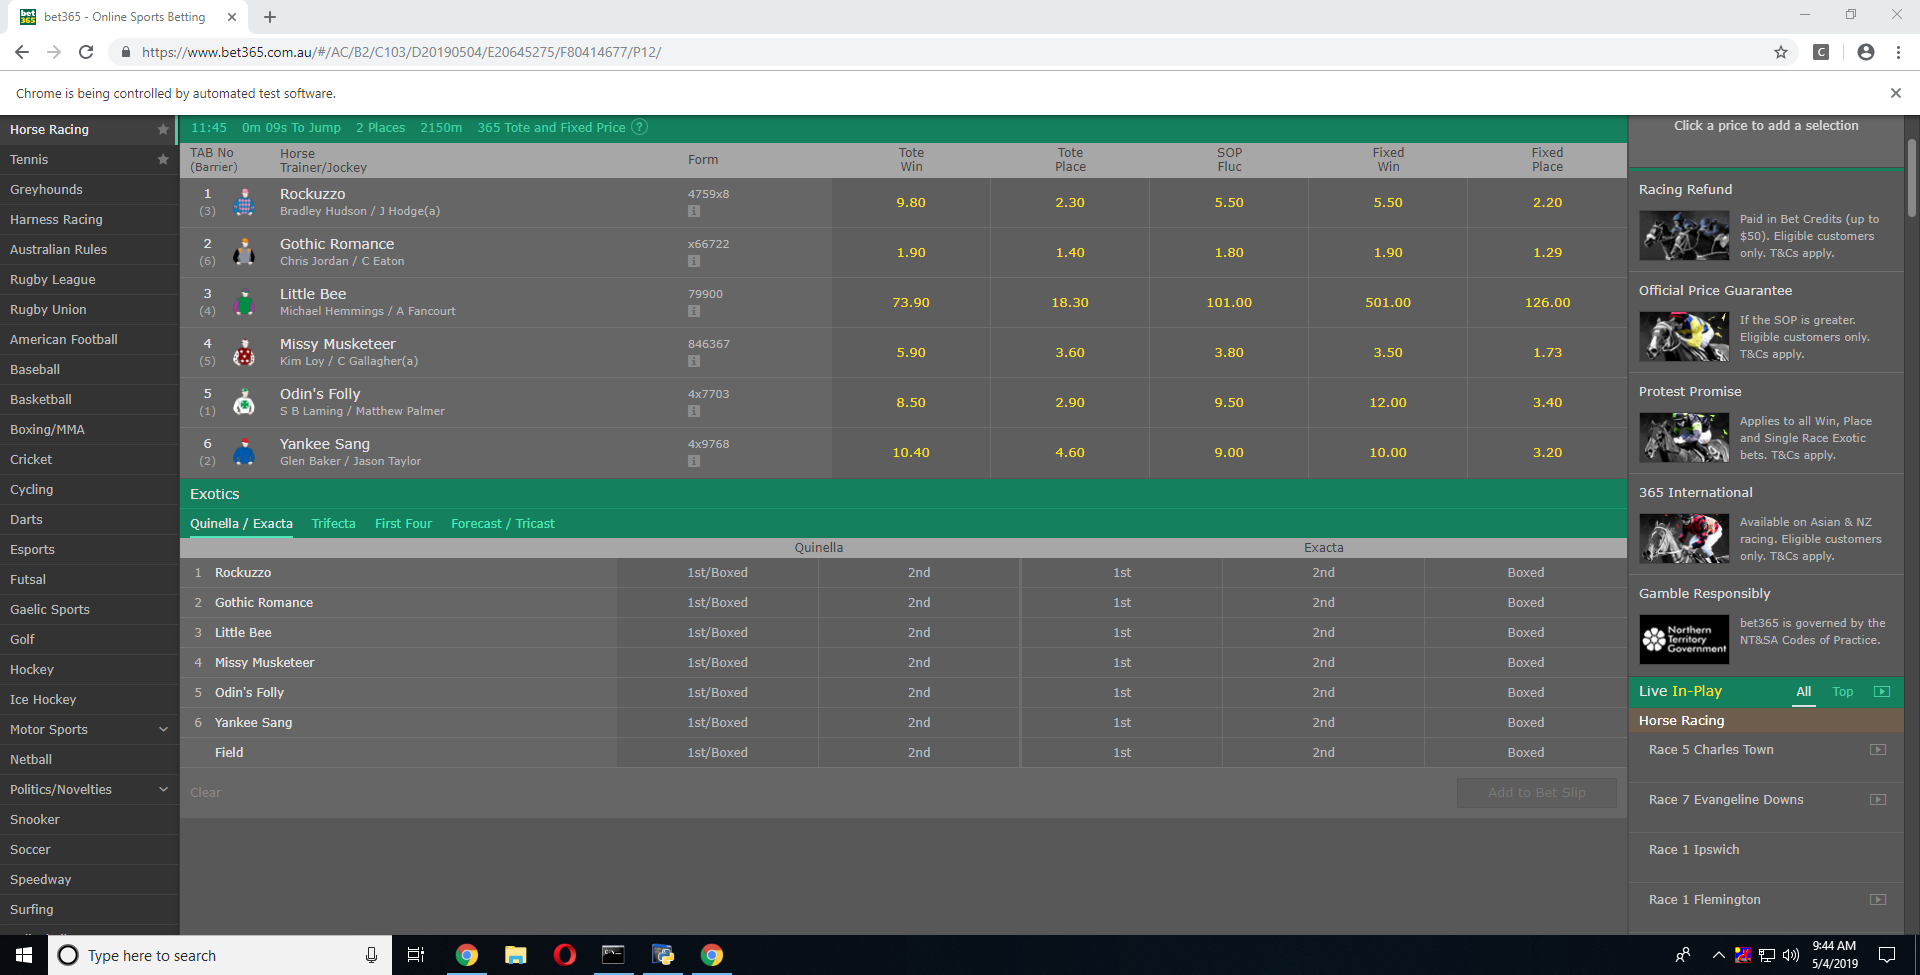 bet365 - Online Sports Betting
https://www.bet365.com.au/#/AC/B2/C103/D20190504/E20645275/F80414677/P12/
Chrome is being controlled by automated test software.
Horse Racing
Tennis
Greyhounds
Harness Racing
Australian Rules
Rugby League
Rugby Union
American Football
Baseball
Basketball
Boxing/MMA
Cricket
Cycling
Darts
Esports
Futsal
Gaelic Sports
Golf
Hockey
Ice Hockey
Motor Sports
Netball
Politics/Novelties
Snooker
Soccer
Speedway
Surfing
11:45 0m 09s To Jump 2 Places 2150m 365 Tote and Fixed Price ?
TAB No Horse Form Tote Tote SOP Fixed Fixed
(Barrier) Trainer/Jockey Win Place Fluc Win Place
1 Rockuzzo 4759x8 9.80 2.30 5.50 5.50 2.20
(3) Bradley Hudson / J Hodge(a) i
2 Gothic Romance x66722 1.90 1.40 1.80 1.90 1.29
(6) Chris Jordan / C Eaton i
3 Little Bee 79900 73.90 18.30 101.00 501.00 126.00
(4) Michael Hemmings / A Fancourt i
4 Missy Musketeer 846367 5.90 3.60 3.80 3.50 1.73
(5) Kim Loy / C Gallagher(a) i
5 Odin's Folly 4x7703 8.50 2.90 9.50 12.00 3.40
(1) S B Laming / Matthew Palmer i
6 Yankee Sang 4x9768 10.40 4.60 9.00 10.00 3.20
(2) Glen Baker / Jason Taylor i
Exotics
Quinella / Exacta Trifecta First Four Forecast / Tricast
Quinella Exacta
1 Rockuzzo 1st/Boxed 2nd 1st 2nd Boxed
2 Gothic Romance 1st/Boxed 2nd 1st 2nd Boxed
3 Little Bee 1st/Boxed 2nd 1st 2nd Boxed
4 Missy Musketeer 1st/Boxed 2nd 1st 2nd Boxed
5 Odin's Folly 1st/Boxed 2nd 1st 2nd Boxed
6 Yankee Sang 1st/Boxed 2nd 1st 2nd Boxed
Field 1st/Boxed 2nd 1st 2nd Boxed
Clear Add to Bet Slip
Click a price to add a selection
Racing Refund
Paid in Bet Credits (up to
$50). Eligible customers
only. T&Cs apply.
Official Price Guarantee
If the SOP is greater.
Eligible customers only.
T&Cs apply.
Protest Promise
Applies to all Win, Place
and Single Race Exotic
bets. T&Cs apply.
365 International
Available on Asian & NZ
racing. Eligible customers
only. T&Cs apply.
Gamble Responsibly
Northern
Territory
Government
bet365 is governed by the
NT&SA Codes of Practice.
Live In-Play All Top
Horse Racing
Race 5 Charles Town
Race 7 Evangeline Downs
Race 1 Ipswich
Race 1 Flemington
Type here to search
9:44 AM
5/4/2019